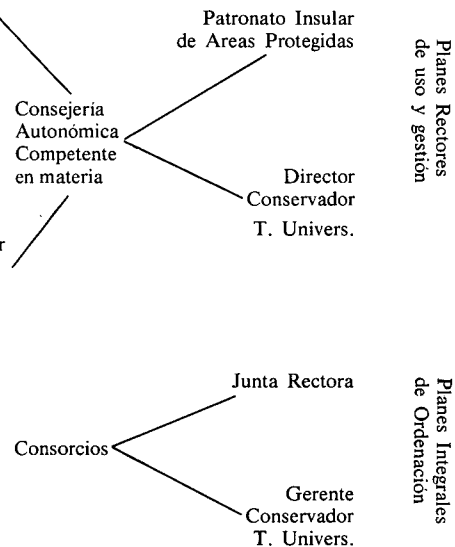 Patronato Insular
de Areas Protegidas
Planes Rectores
de uso y gestión
Consejería
Autonómica
Competente
en materia
Director
Conservador
T. Univers.
r
Junta Rectora
Planes Integrales
de Ordenación
Consorcios
Gerente
Conservador
T. Univers.